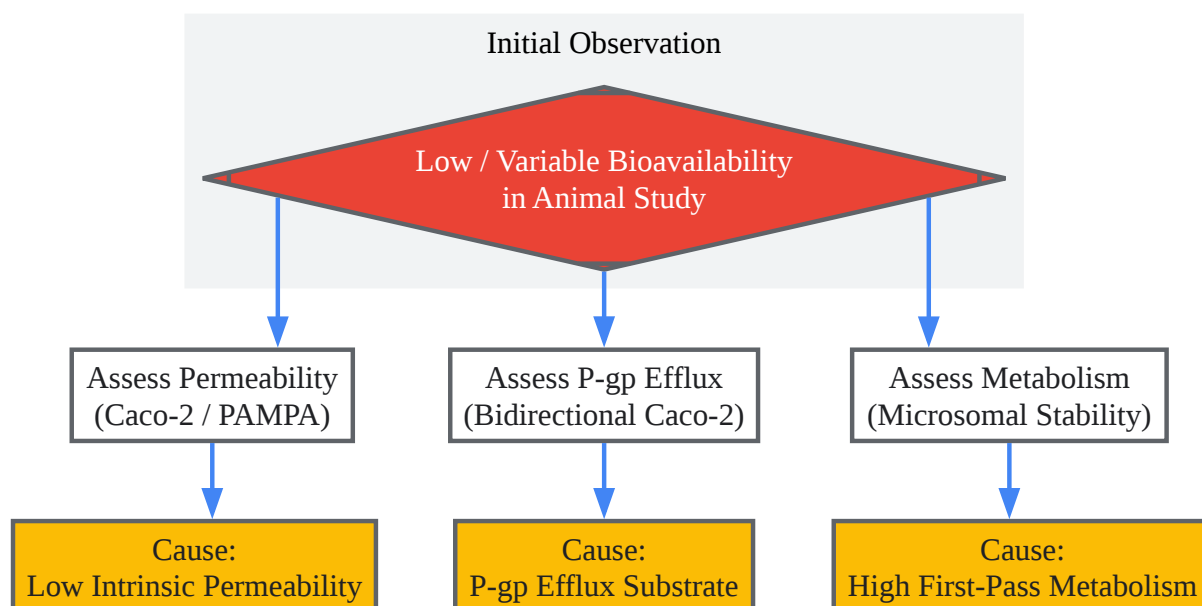 Initial Observation
Low / Variable Bioavailability
in Animal Study
Assess Permeability
(Caco-2 / PAMPA)
Assess P-gp Efflux
(Bidirectional Caco-2)
Assess Metabolism
(Microsomal Stability)
Cause:
Low Intrinsic Permeability
Cause:
P-gp Efflux Substrate
Cause:
High First-Pass Metabolism